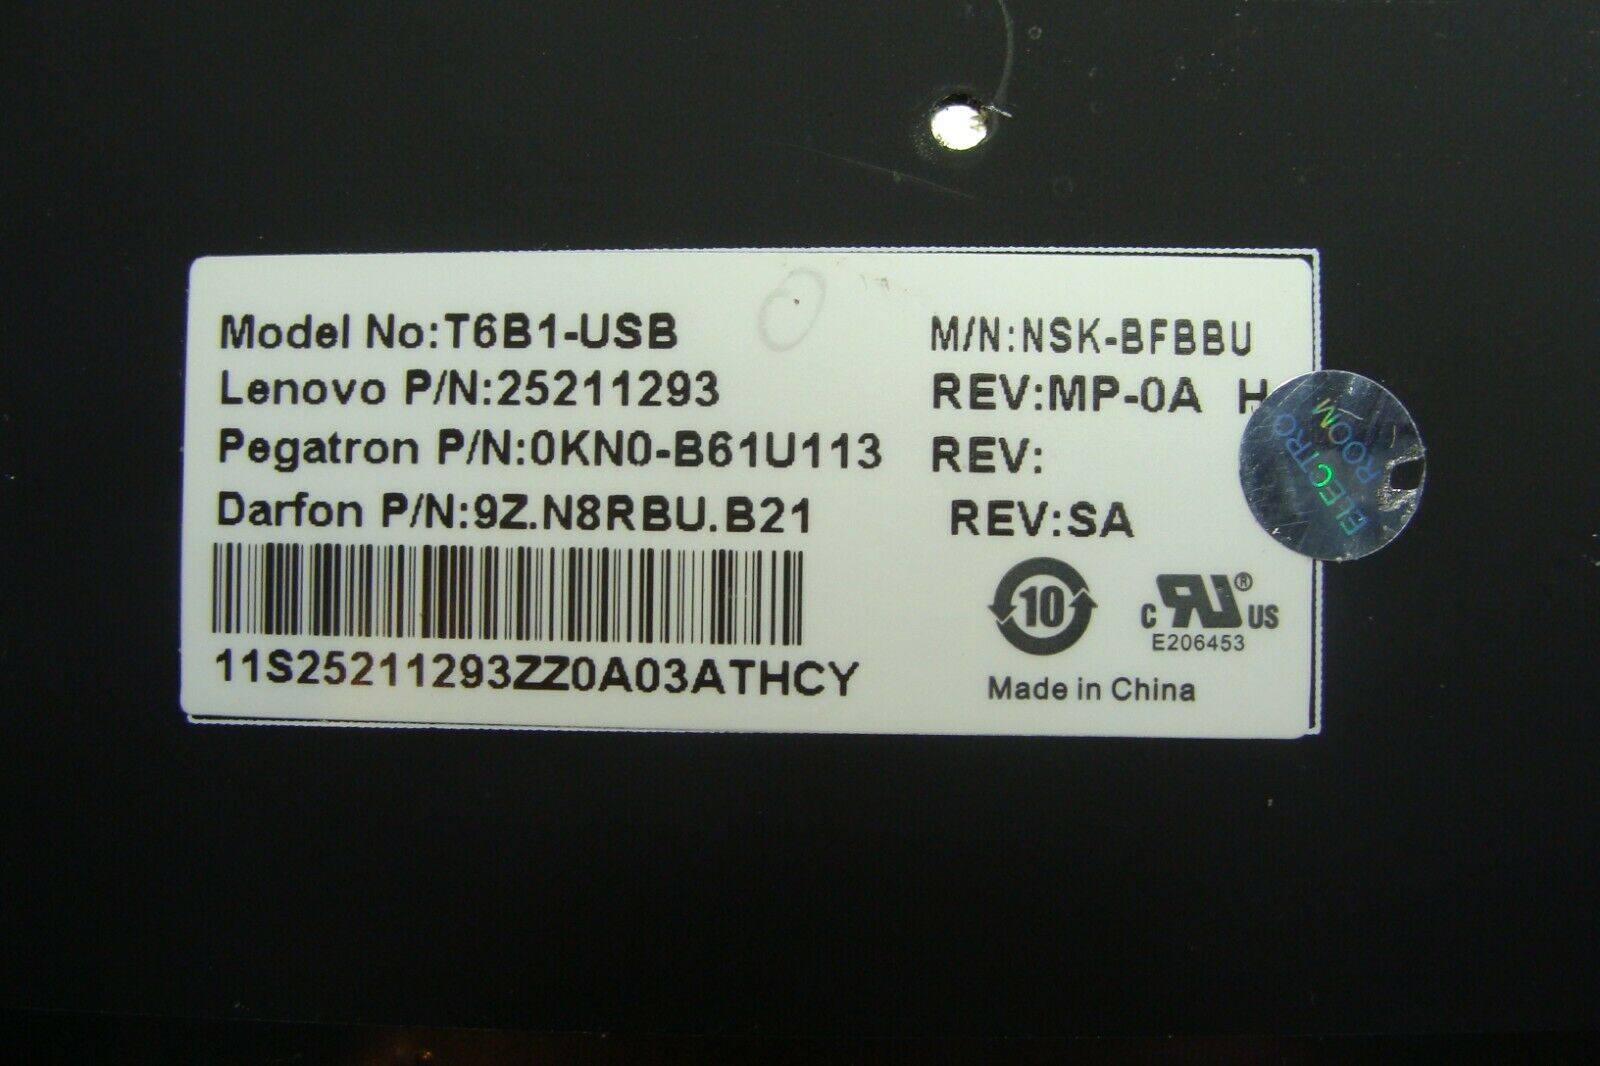 Model No:T6B1-USB M/N:NSK-BFBBU
Lenovo P/N:25211293 REV:MP-0A H
Pegatron P/N:0KN0-B61U113 REV:
Darfon P/N:9Z.N8RBU.B21 REV:SA
11S25211293ZZ0A03ATHCY
10
c RU® US
E206453
Made in China
ELECTRO
ROOM